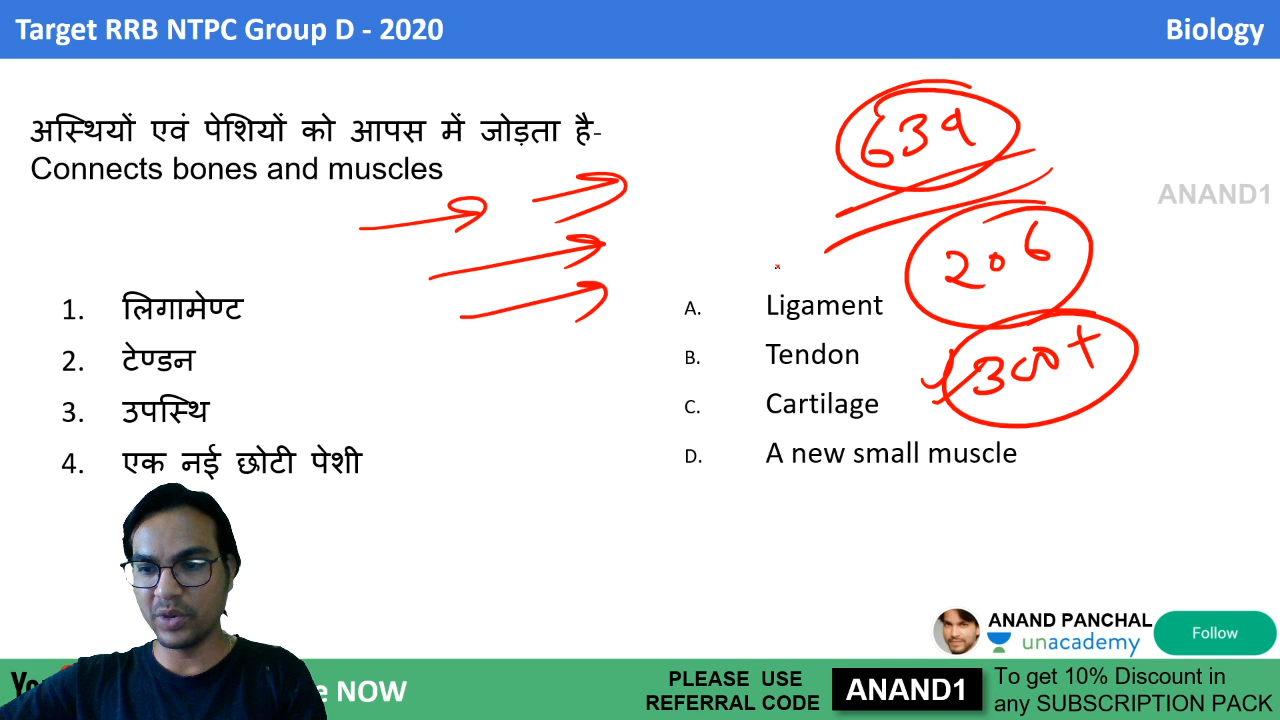 Target RRB NTPC Group D - 2020
Biology
अस्थियों एवं पेशियों को आपस में जोड़ता है-
Connects bones and muscles
639
206
300+
ANAND1
1. लिगामेण्ट
2. टेण्डन
3. उपस्थि
4. एक नई छोटी पेशी
A. Ligament
B. Tendon
C. Cartilage
D. A new small muscle
ANAND PANCHAL
unacademy
Follow
NOW
PLEASE USE
REFERRAL CODE
ANAND1
To get 10% Discount in
any SUBSCRIPTION PACK